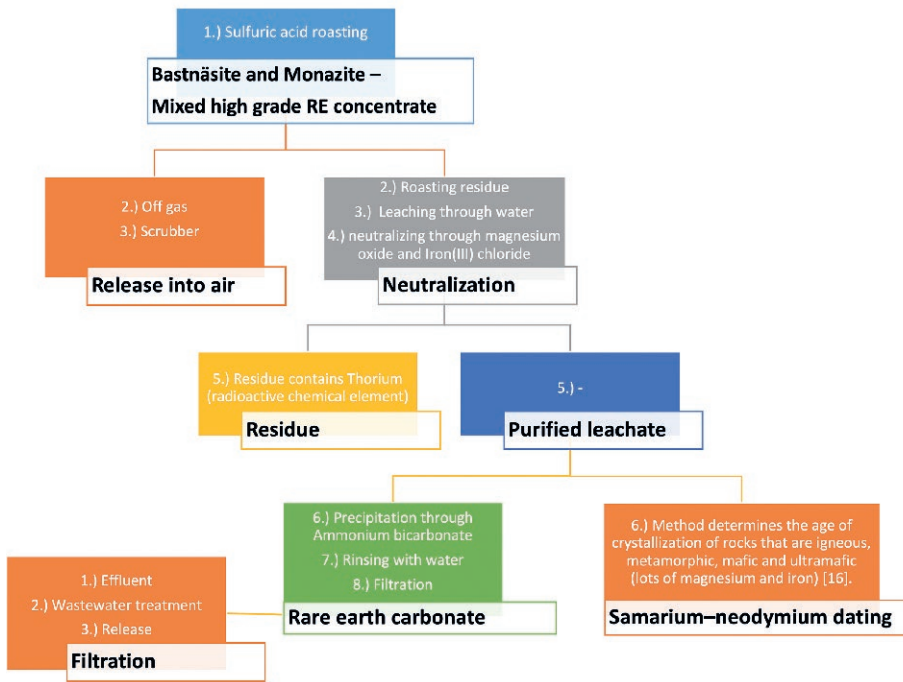 1.) Sulfuric acid roasting
Bastnäsite and Monazite –
Mixed high grade RE concentrate
2.) Off gas
3.) Scrubber
Release into air
2.) Roasting residue
3.) Leaching through water
4.) neutralizing through magnesium
oxide and Iron(III) chloride
Neutralization
5.) Residue contains Thorium
(radioactive chemical element)
Residue
5.) -
Purified leachate
6.) Precipitation through
Ammonium bicarbonate
7.) Rinsing with water
8.) Filtration
Rare earth carbonate
6.) Method determines the age of
crystallization of rocks that are igneous,
metamorphic, mafic and ultramafic
(lots of magnesium and iron) [16].
Samarium–neodymium dating
1.) Effluent
2.) Wastewater treatment
3.) Release
Filtration